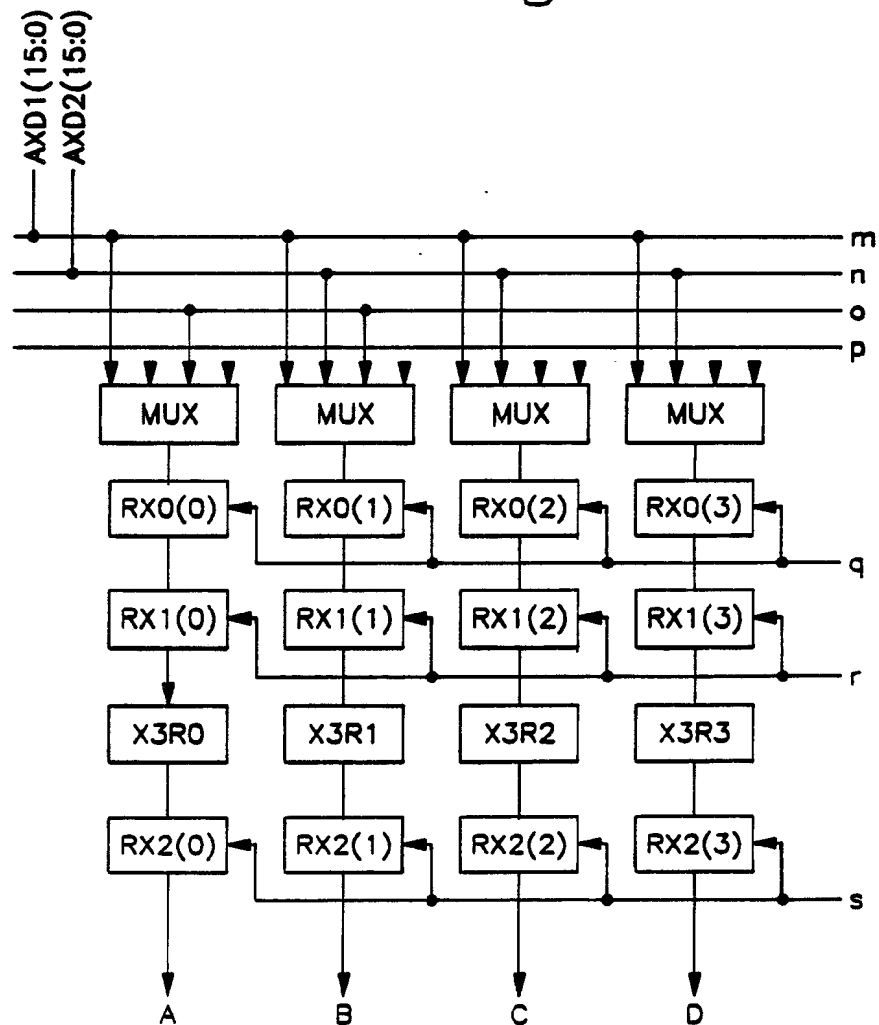 AXD1(15:0)
AXD2(15:0)
m
n
o
p
MUX MUX MUX MUX
RX0(0) RX0(1) RX0(2) RX0(3)
q
RX1(0) RX1(1) RX1(2) RX1(3)
r
X3R0 X3R1 X3R2 X3R3
RX2(0) RX2(1) RX2(2) RX2(3)
s
A B C D